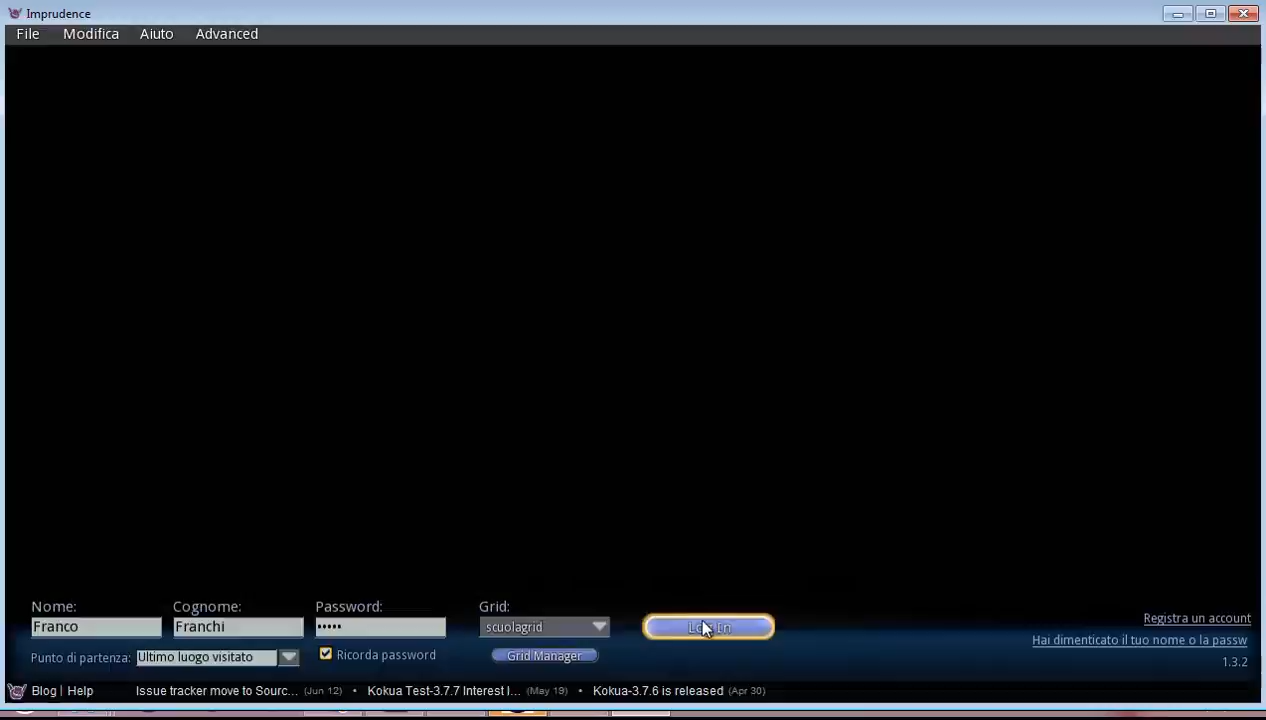 Imprudence
File Modifica Aiuto Advanced
Nome: Cognome: Password: Grid:
Franco Franchi ••••• scuolagrid Log In
Registra un account
Hai dimenticato il tuo nome o la passw
Punto di partenza: Ultimo luogo visitato Ricorda password Grid Manager
1.3.2
Blog | Help Issue tracker move to Sourc... (Jun 12) • Kokua Test-3.7.7 Interest I... (May 19) • Kokua-3.7.6 is released (Apr 30)